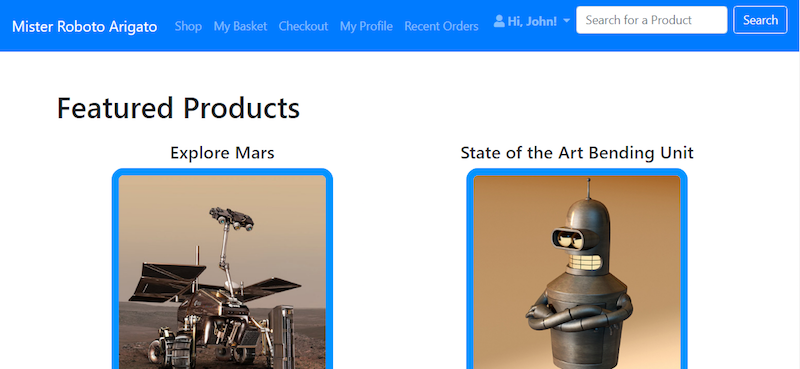 Mister Roboto Arigato Shop My Basket Checkout My Profile Recent Orders Hi, John! Search for a Product Search
Featured Products
Explore Mars State of the Art Bending Unit